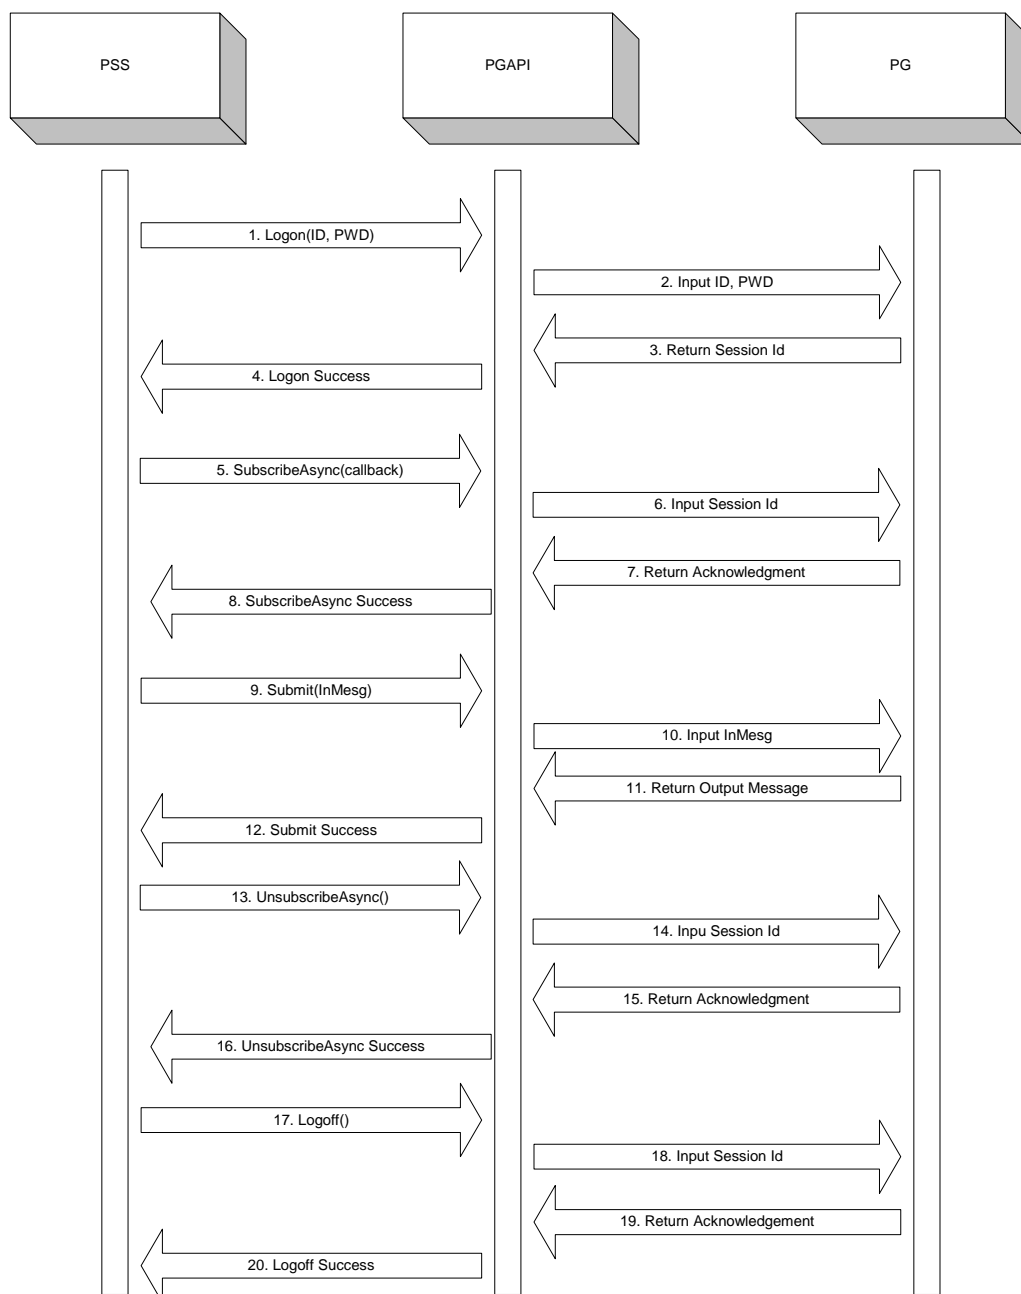 PSS
PGAPI
PG
1. Logon(ID, PWD)
2. Input ID, PWD
3. Return Session Id
4. Logon Success
5. SubscribeAsync(callback)
6. Input Session Id
7. Return Acknowledgment
8. SubscribeAsync Success
9. Submit(InMesg)
10. Input InMesg
11. Return Output Message
12. Submit Success
13. UnsubscribeAsync()
14. Inpu Session Id
15. Return Acknowledgment
16. UnsubscribeAsync Success
17. Logoff()
18. Input Session Id
19. Return Acknowledgement
20. Logoff Success